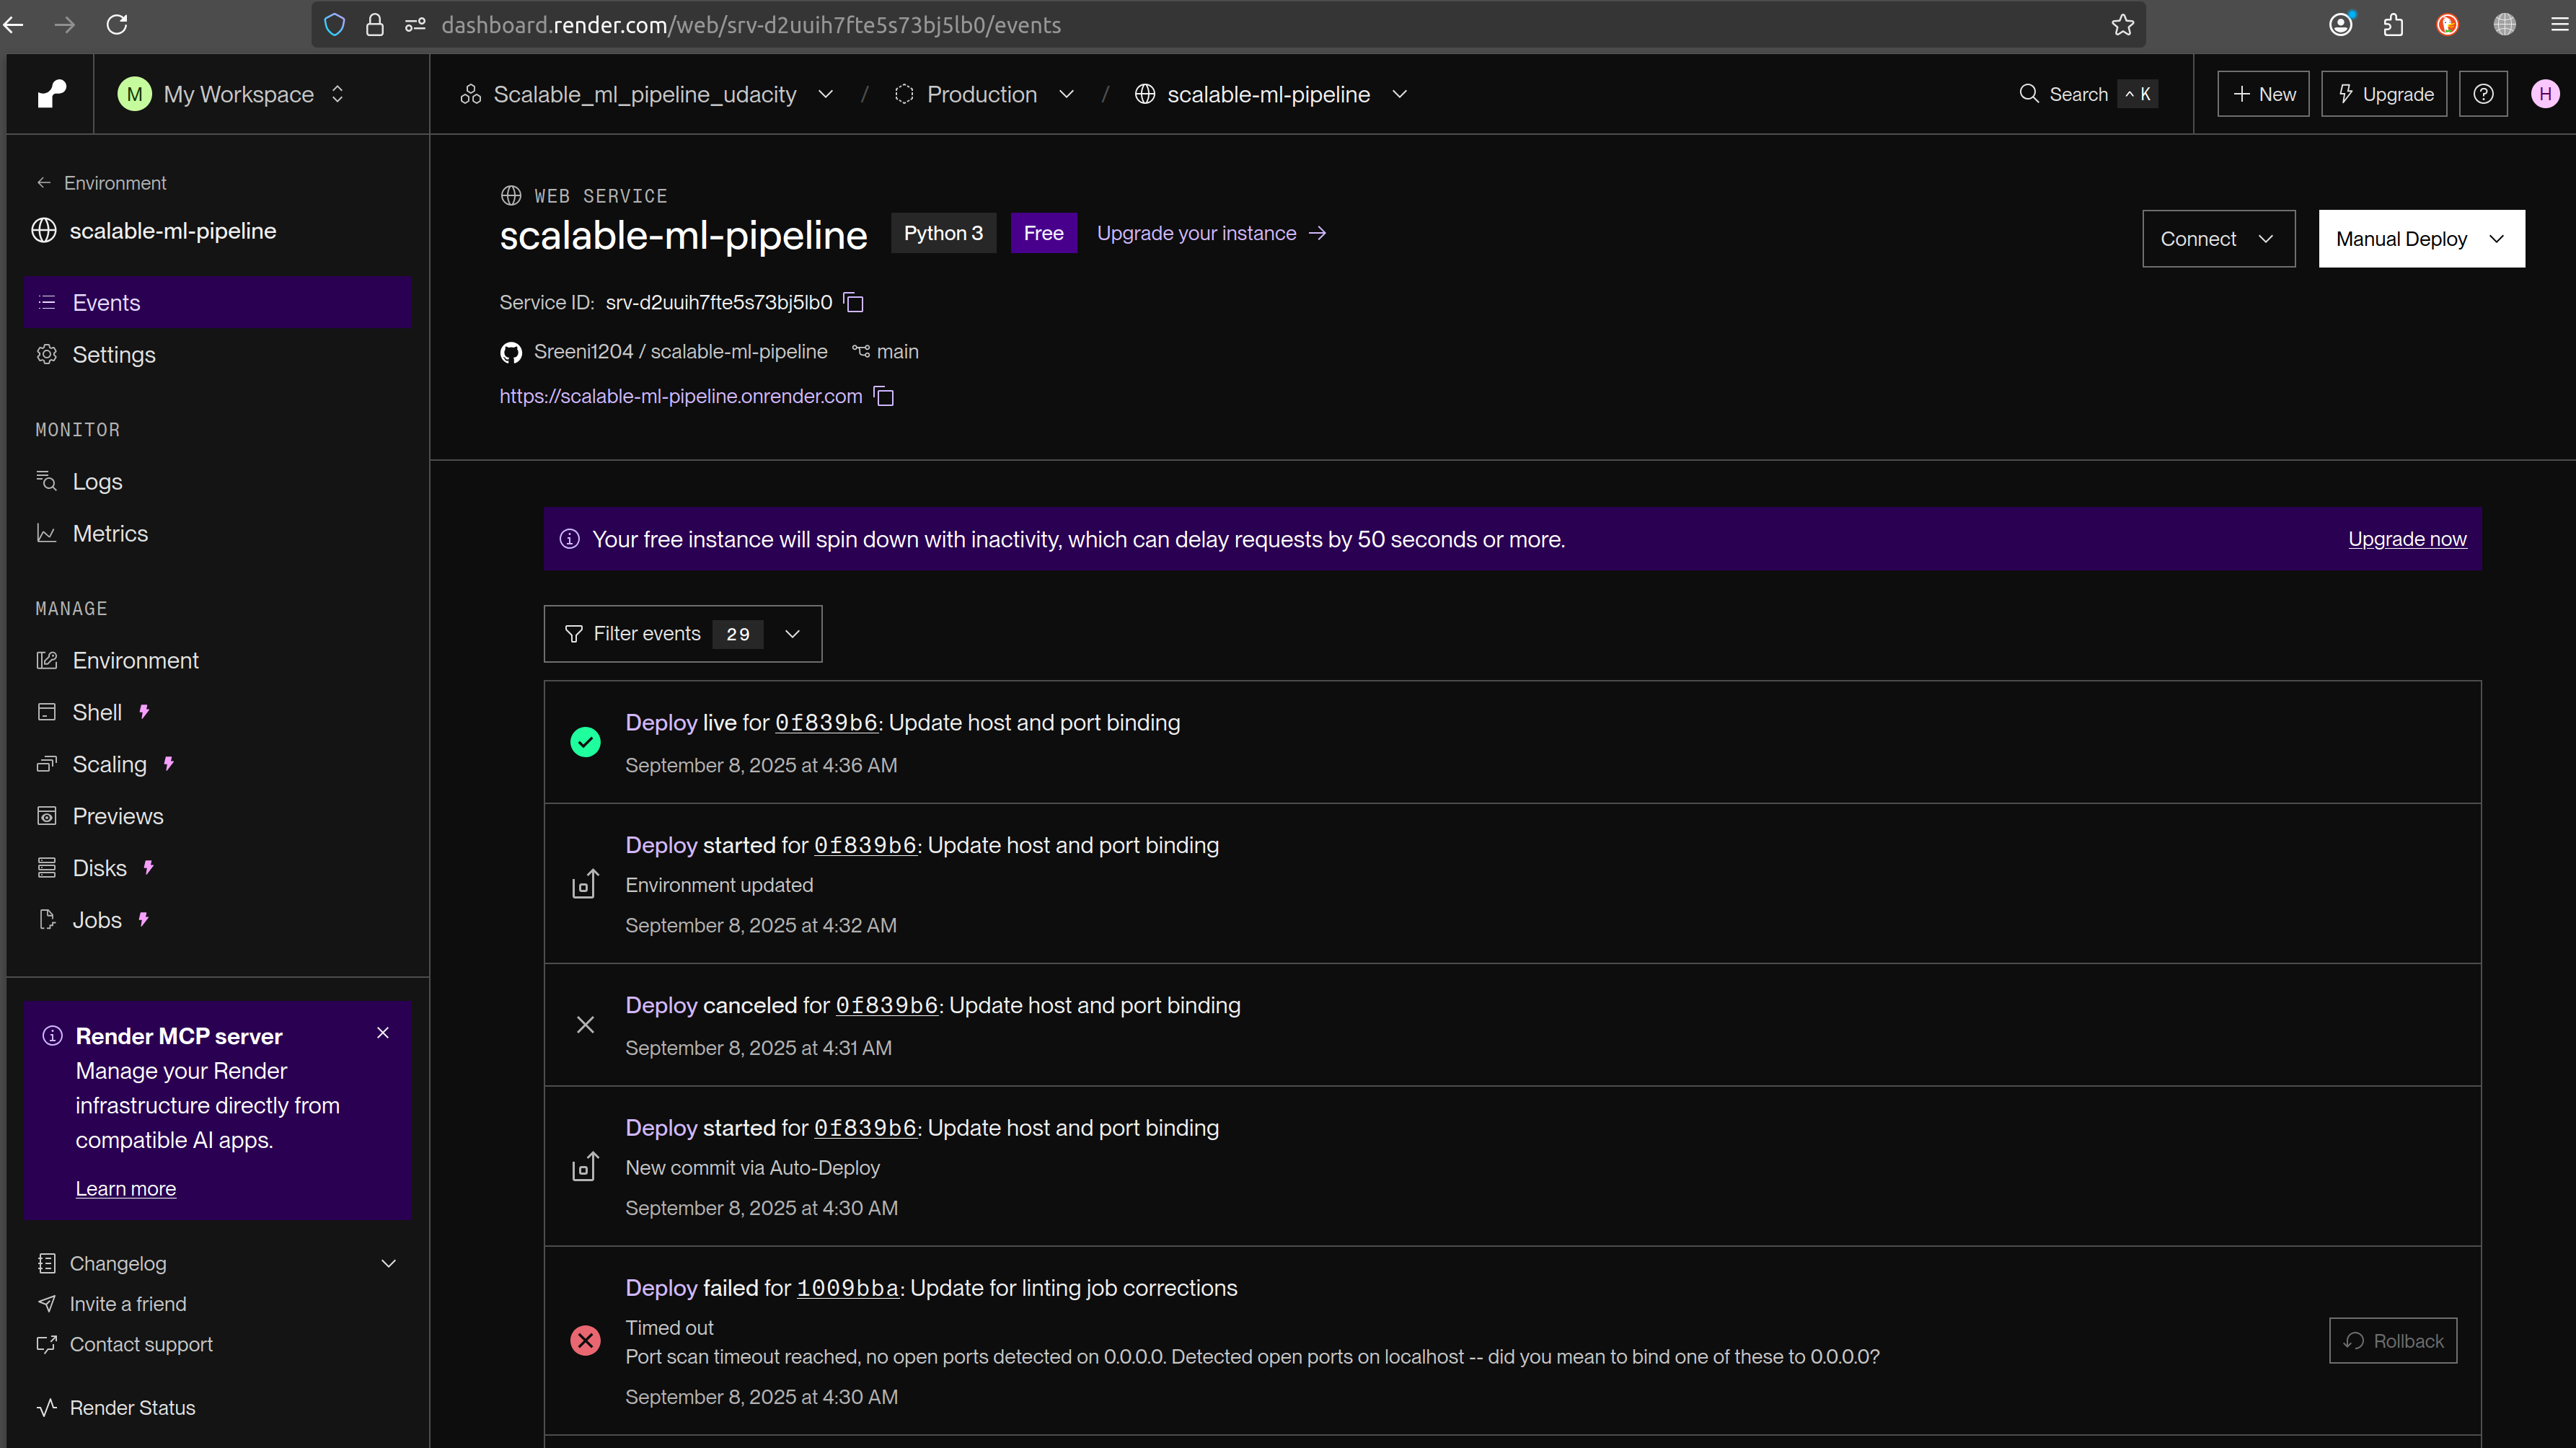 dashboard.render.com/web/srv-d2uuih7fte5s73bj5lb0/events
M My Workspace
Scalable_ml_pipeline_udacity / Production / scalable-ml-pipeline
Search ^ K
+ New
Upgrade
H
Environment
scalable-ml-pipeline
Events
Settings
MONITOR
Logs
Metrics
MANAGE
Environment
Shell
Scaling
Previews
Disks
Jobs
Render MCP server
Manage your Render
infrastructure directly from
compatible AI apps.
Learn more
Changelog
Invite a friend
Contact support
Render Status
WEB SERVICE
scalable-ml-pipeline Python 3 Free Upgrade your instance →
Connect
Manual Deploy
Service ID: srv-d2uuih7fte5s73bj5lb0
Sreeni1204 / scalable-ml-pipeline main
https://scalable-ml-pipeline.onrender.com
Your free instance will spin down with inactivity, which can delay requests by 50 seconds or more.
Upgrade now
Filter events 29
Deploy live for 0f839b6: Update host and port binding
September 8, 2025 at 4:36 AM
Deploy started for 0f839b6: Update host and port binding
Environment updated
September 8, 2025 at 4:32 AM
Deploy canceled for 0f839b6: Update host and port binding
September 8, 2025 at 4:31 AM
Deploy started for 0f839b6: Update host and port binding
New commit via Auto-Deploy
September 8, 2025 at 4:30 AM
Deploy failed for 1009bba: Update for linting job corrections
Timed out
Port scan timeout reached, no open ports detected on 0.0.0.0. Detected open ports on localhost -- did you mean to bind one of these to 0.0.0.0?
September 8, 2025 at 4:30 AM
Rollback